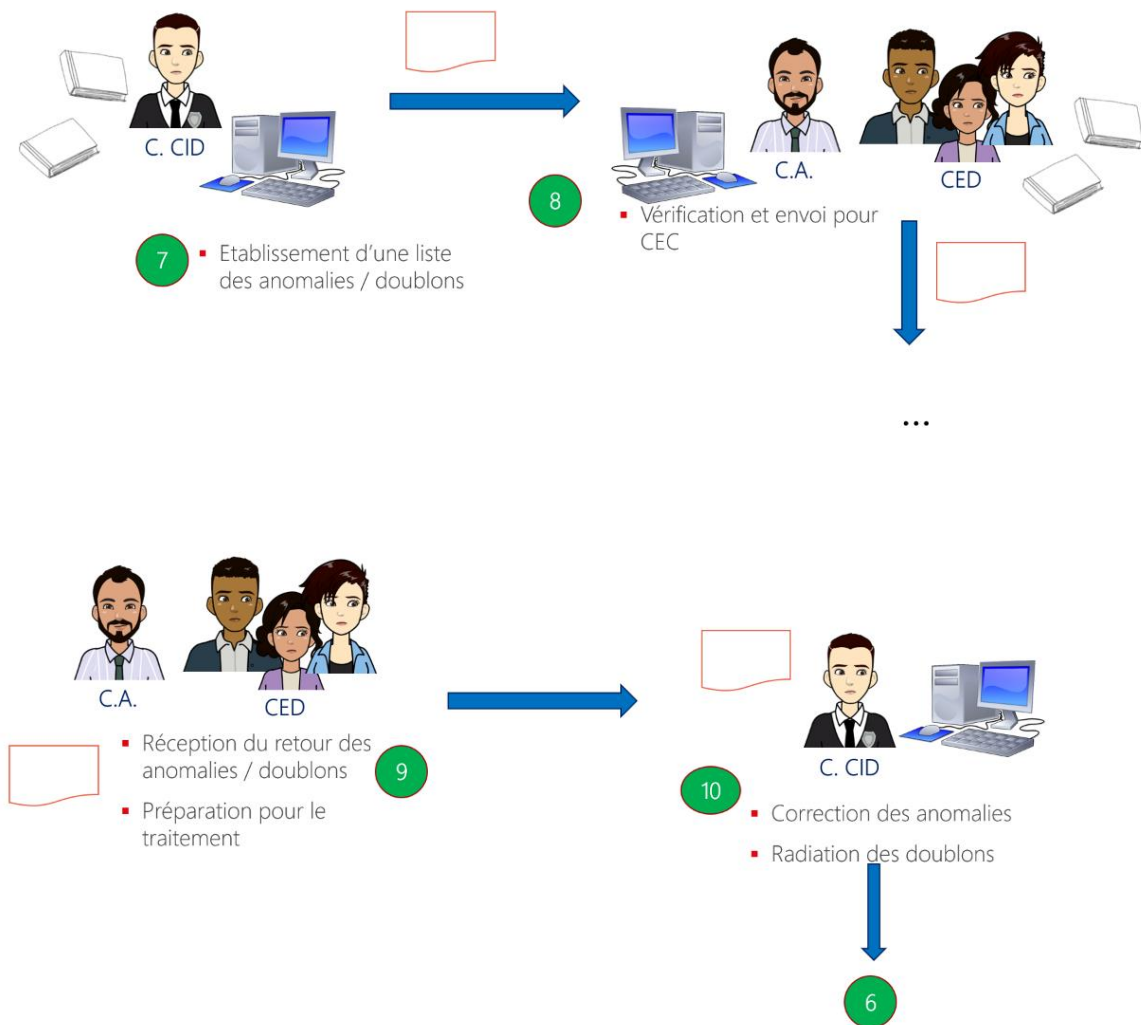 C. CID
7
▪ Etablissement d’une liste
des anomalies / doublons
C.A.
CED
8
▪ Vérification et envoi pour
CEC
...
C.A.
CED
▪ Réception du retour des
anomalies / doublons
9
▪ Préparation pour le
traitement
C. CID
10
▪ Correction des anomalies
▪ Radiation des doublons
6